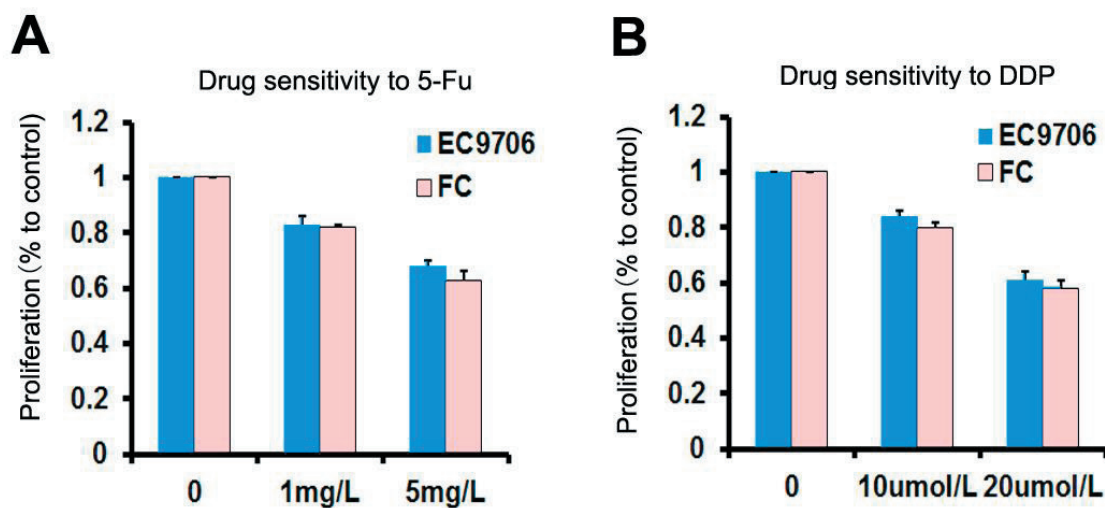 A
Drug sensitivity to 5-Fu
Proliferation (% to control)
1.2
1
0.8
0.6
0.4
0.2
0
EC9706
FC
0
1mg/L
5mg/L
B
Drug sensitivity to DDP
Proliferation (% to control)
1.2
1
0.8
0.6
0.4
0.2
0
EC9706
FC
0
10umol/L
20umol/L